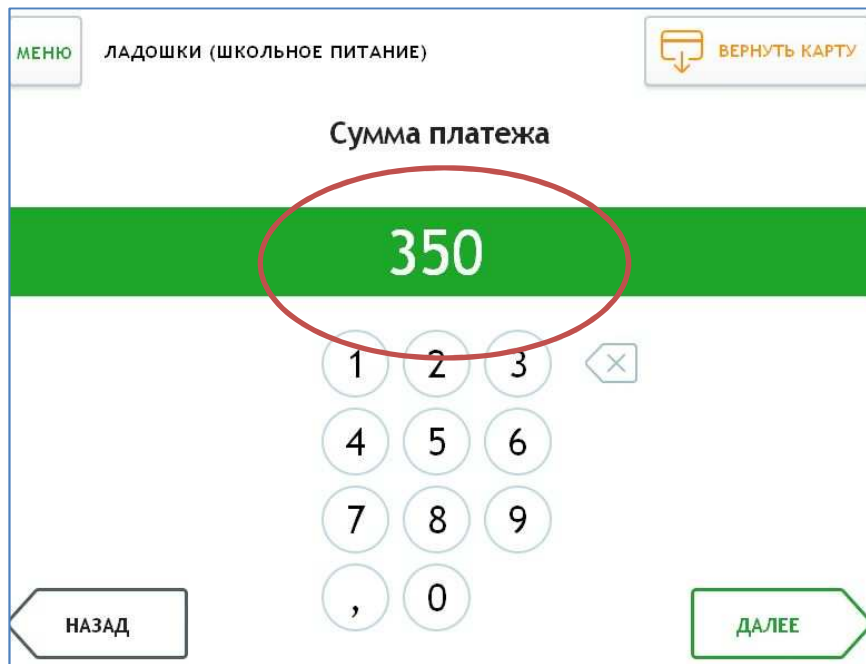 МЕНЮ
ЛАДОШКИ (ШКОЛЬНОЕ ПИТАНИЕ)
ВЕРНУТЬ КАРТУ
Сумма платежа
350
1 2 3
4 5 6
7 8 9
, 0
НАЗАД
ДАЛЕЕ